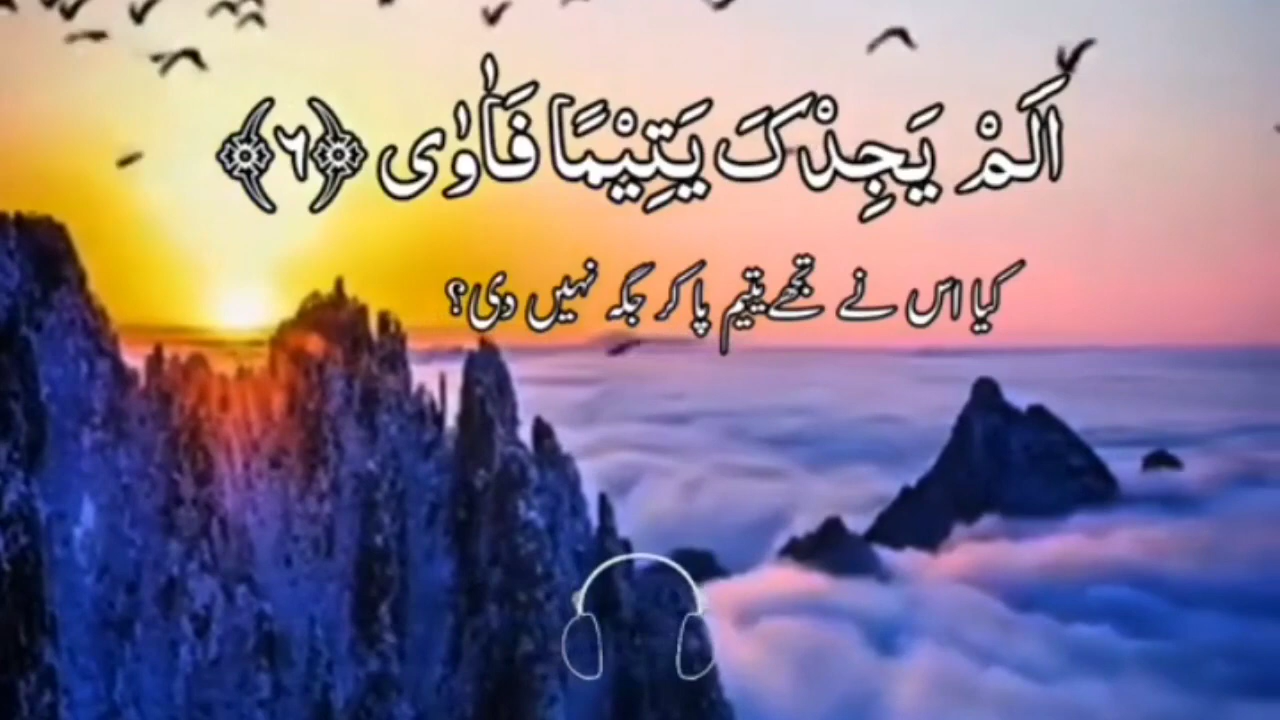 اَلَمْ يَجِدْكَ يَتِيْمًا فَاٰوٰى ﴿٦﴾
کیا اس نے تجھے یتیم پا کر جگہ نہیں دی؟